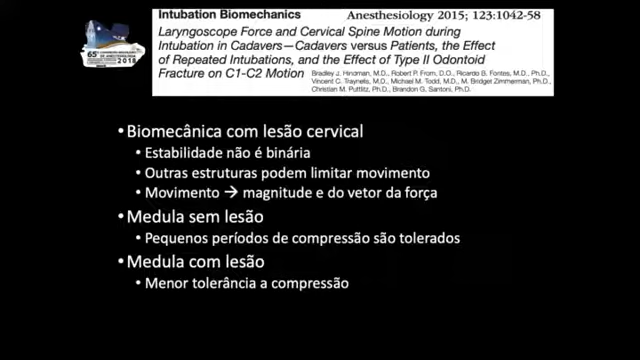 Intubation Biomechanics
Anesthesiology 2015; 123:1042-58
Laryngoscope Force and Cervical Spine Motion during
Intubation in Cadavers—Cadavers versus Patients, the Effect
of Repeated Intubations, and the Effect of Type II Odontoid
Fracture on C1-C2 Motion
Bradley J. Hindman, M.D., Robert P. From, D.O., Ricardo B. Fontes, M.D., Ph.D.,
Vincent C. Traynelis, M.D., Michael M. Todd, M.D., M. Bridget Zimmerman, Ph.D.,
Christian M. Puttlitz, Ph.D., Brandon G. Santoni, Ph.D.
65º
2018
• Biomecânica com lesão cervical
• Estabilidade não é binária
• Outras estruturas podem limitar movimento
• Movimento → magnitude e do vetor da força
• Medula sem lesão
• Pequenos períodos de compressão são tolerados
• Medula com lesão
• Menor tolerância a compressão